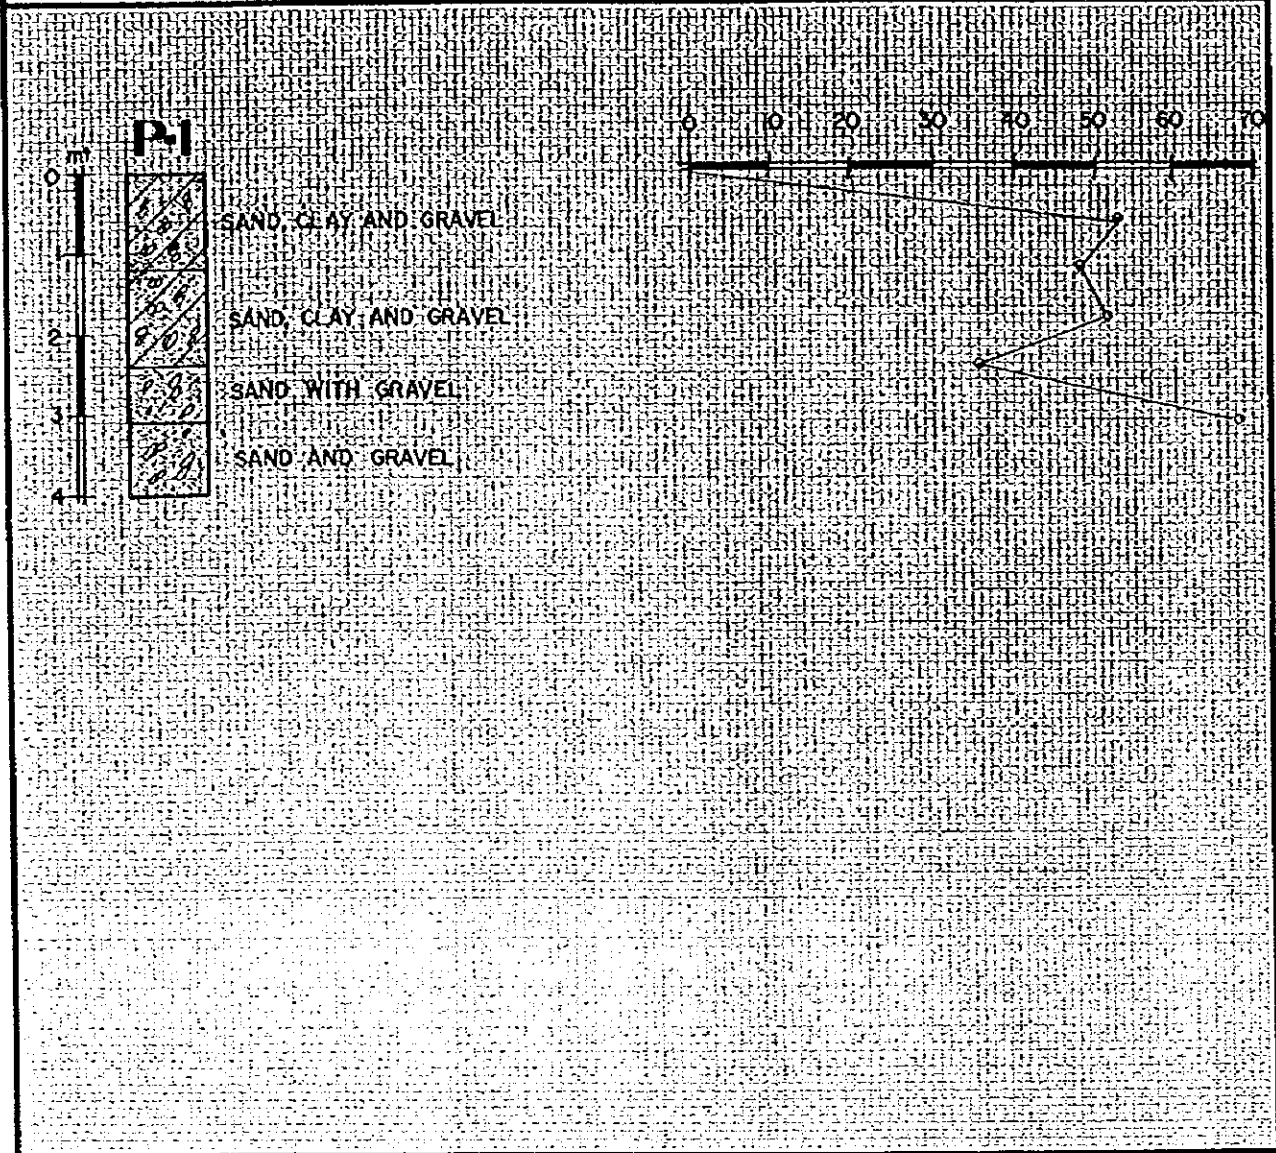 P-1
mt
0 10 20 30 40 50 60 70
0
SAND, CLAY AND GRAVEL
1
SAND, CLAY AND GRAVEL
2
SAND WITH GRAVEL
3
SAND AND GRAVEL
4